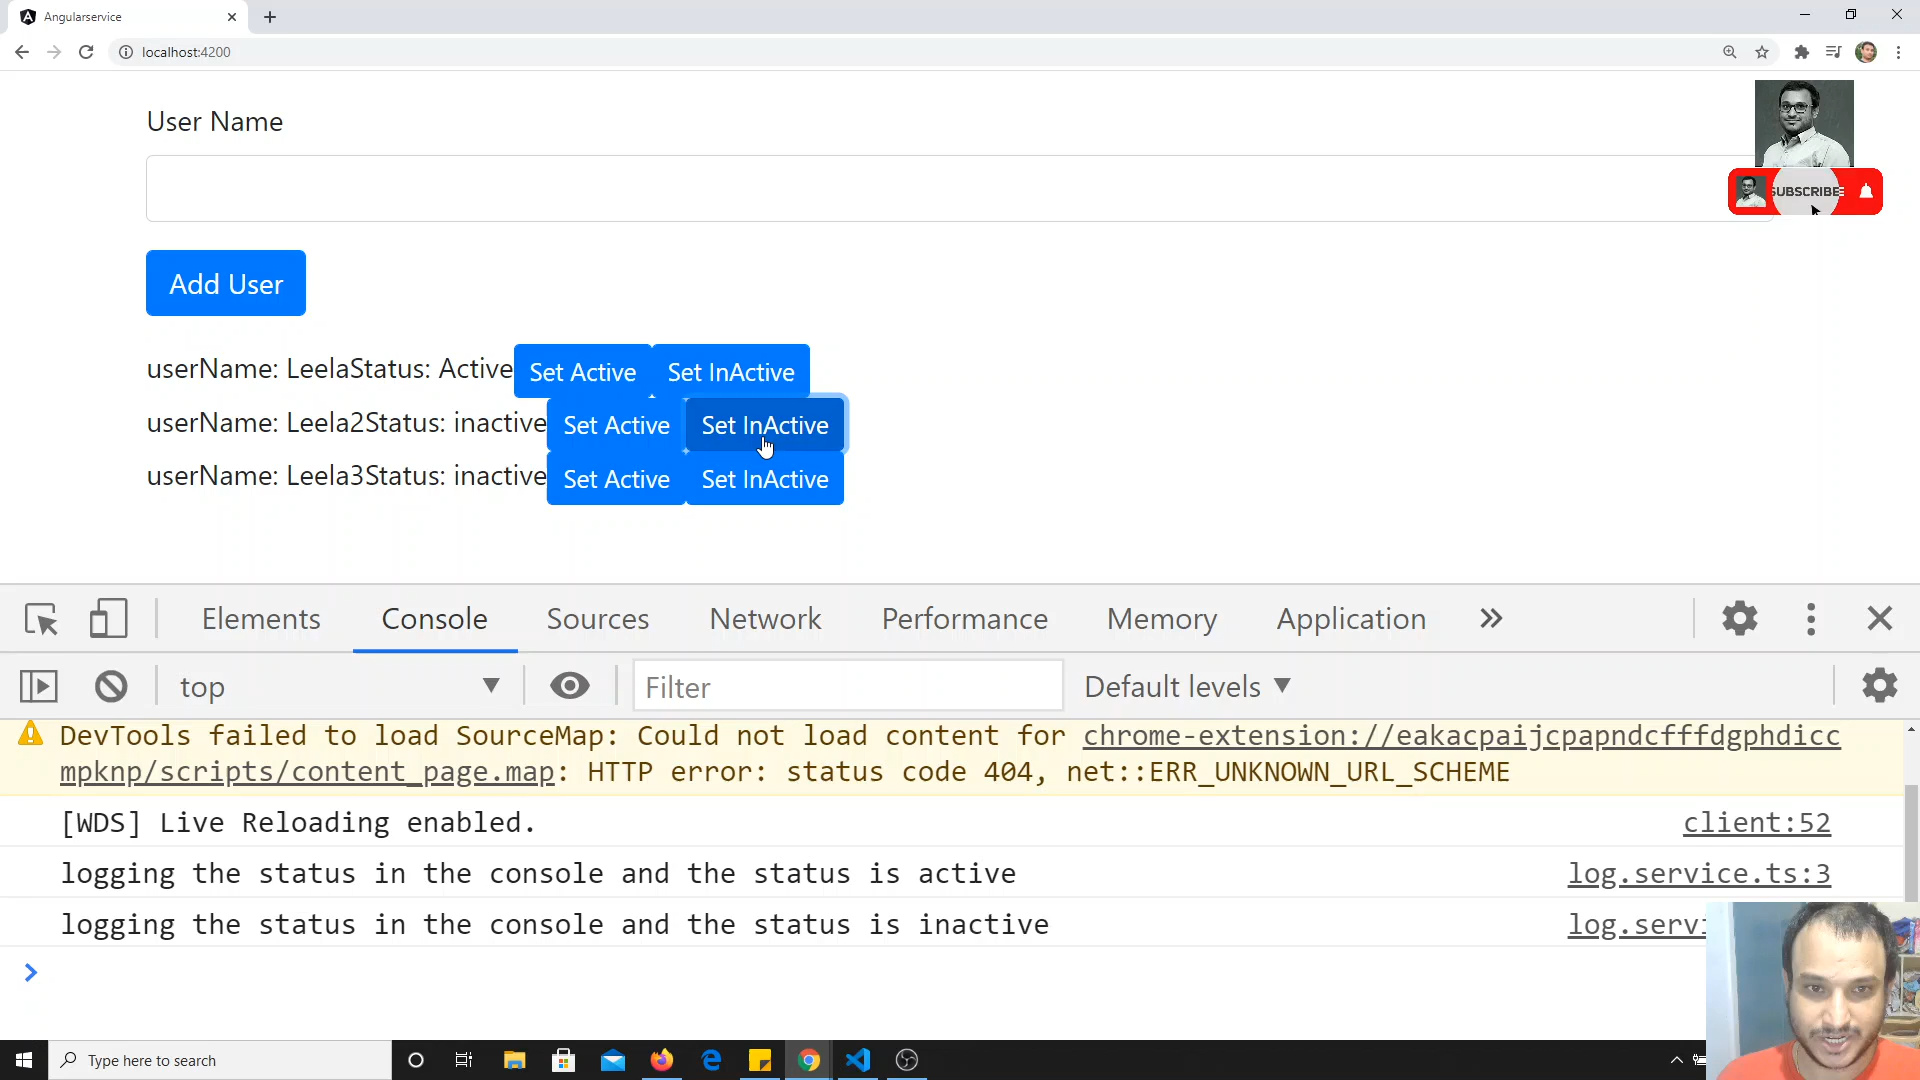 Angularservice
localhost:4200
User Name
SUBSCRIBE
Add User
userName: LeelaStatus: Active Set Active Set InActive
userName: Leela2Status: inactive Set Active Set InActive
userName: Leela3Status: inactive Set Active Set InActive
Elements Console Sources Network Performance Memory Application
top Filter Default levels
DevTools failed to load SourceMap: Could not load content for chrome-extension://eakacpaijcpapndcfffdgphdicc
mpknp/scripts/content_page.map: HTTP error: status code 404, net::ERR_UNKNOWN_URL_SCHEME
[WDS] Live Reloading enabled. client:52
logging the status in the console and the status is active log.service.ts:3
logging the status in the console and the status is inactive log.servi
Type here to search